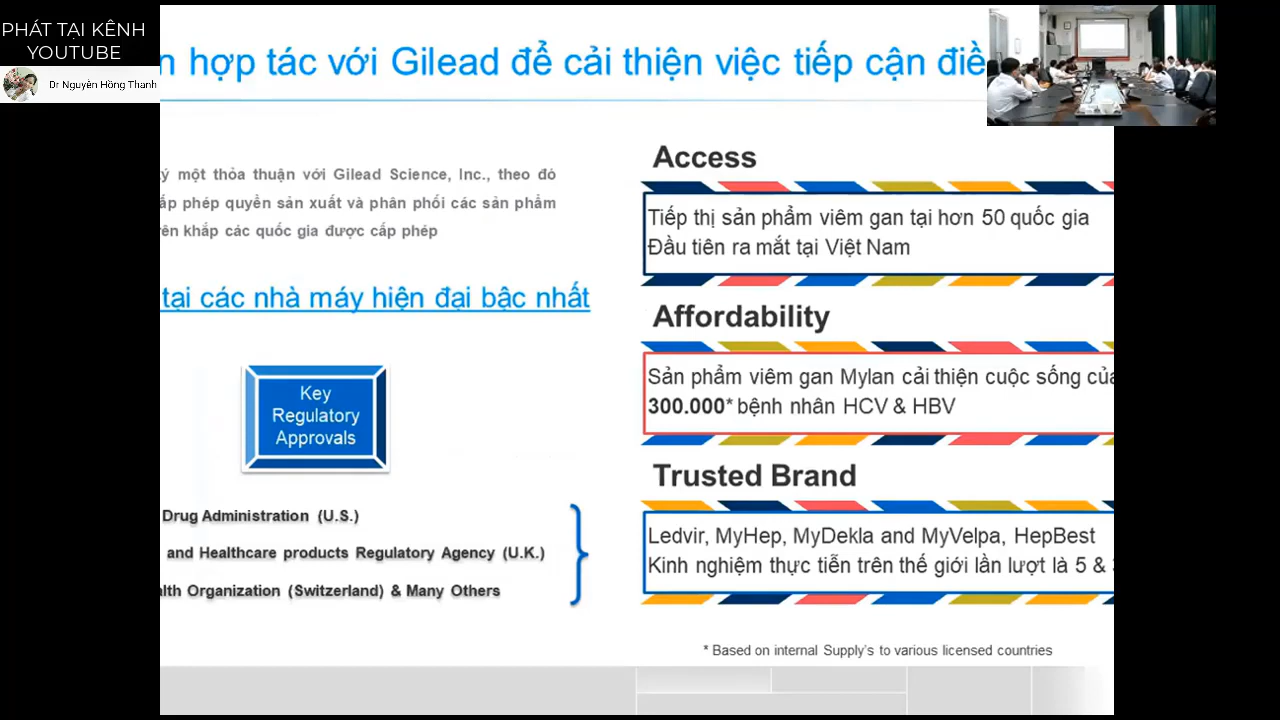 PHÁT TẠI KÊNH
YOUTUBE
Dr Nguyễn Hồng Thanh
hợp tác với Gilead để cải thiện việc tiếp cận
một thỏa thuận với Gilead Science, Inc., theo đó
phép quyền sản xuất và phân phối các sản phẩm
khắp các quốc gia được cấp phép
tại các nhà máy hiện đại bậc nhất
Key
Regulatory
Approvals
Drug Administration (U.S.)
and Healthcare products Regulatory Agency (U.K.)
Organization (Switzerland) & Many Others
Access
Tiếp thị sản phẩm viêm gan tại hơn 50 quốc gia
Đầu tiên ra mắt tại Việt Nam
Affordability
Sản phẩm viêm gan Mylan cải thiện cuộc sống của
300.000* bệnh nhân HCV & HBV
Trusted Brand
Ledvir, MyHep, MyDekla and MyVelpa, HepBest
Kinh nghiệm thực tiễn trên thế giới lần lượt là 5 &
* Based on internal Supply's to various licensed countries